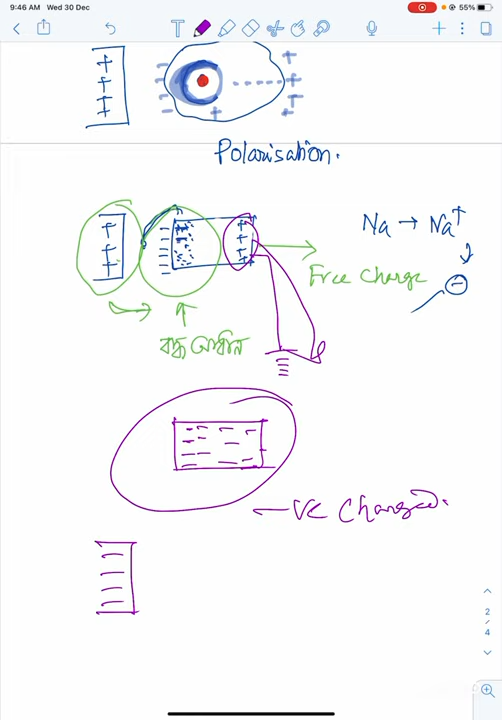 9:46 AM Wed 30 Dec
55%
Polarisation.
Na → Na+
Free Charge
বদ্ধ আধান
-ve Charged.
2
/
4